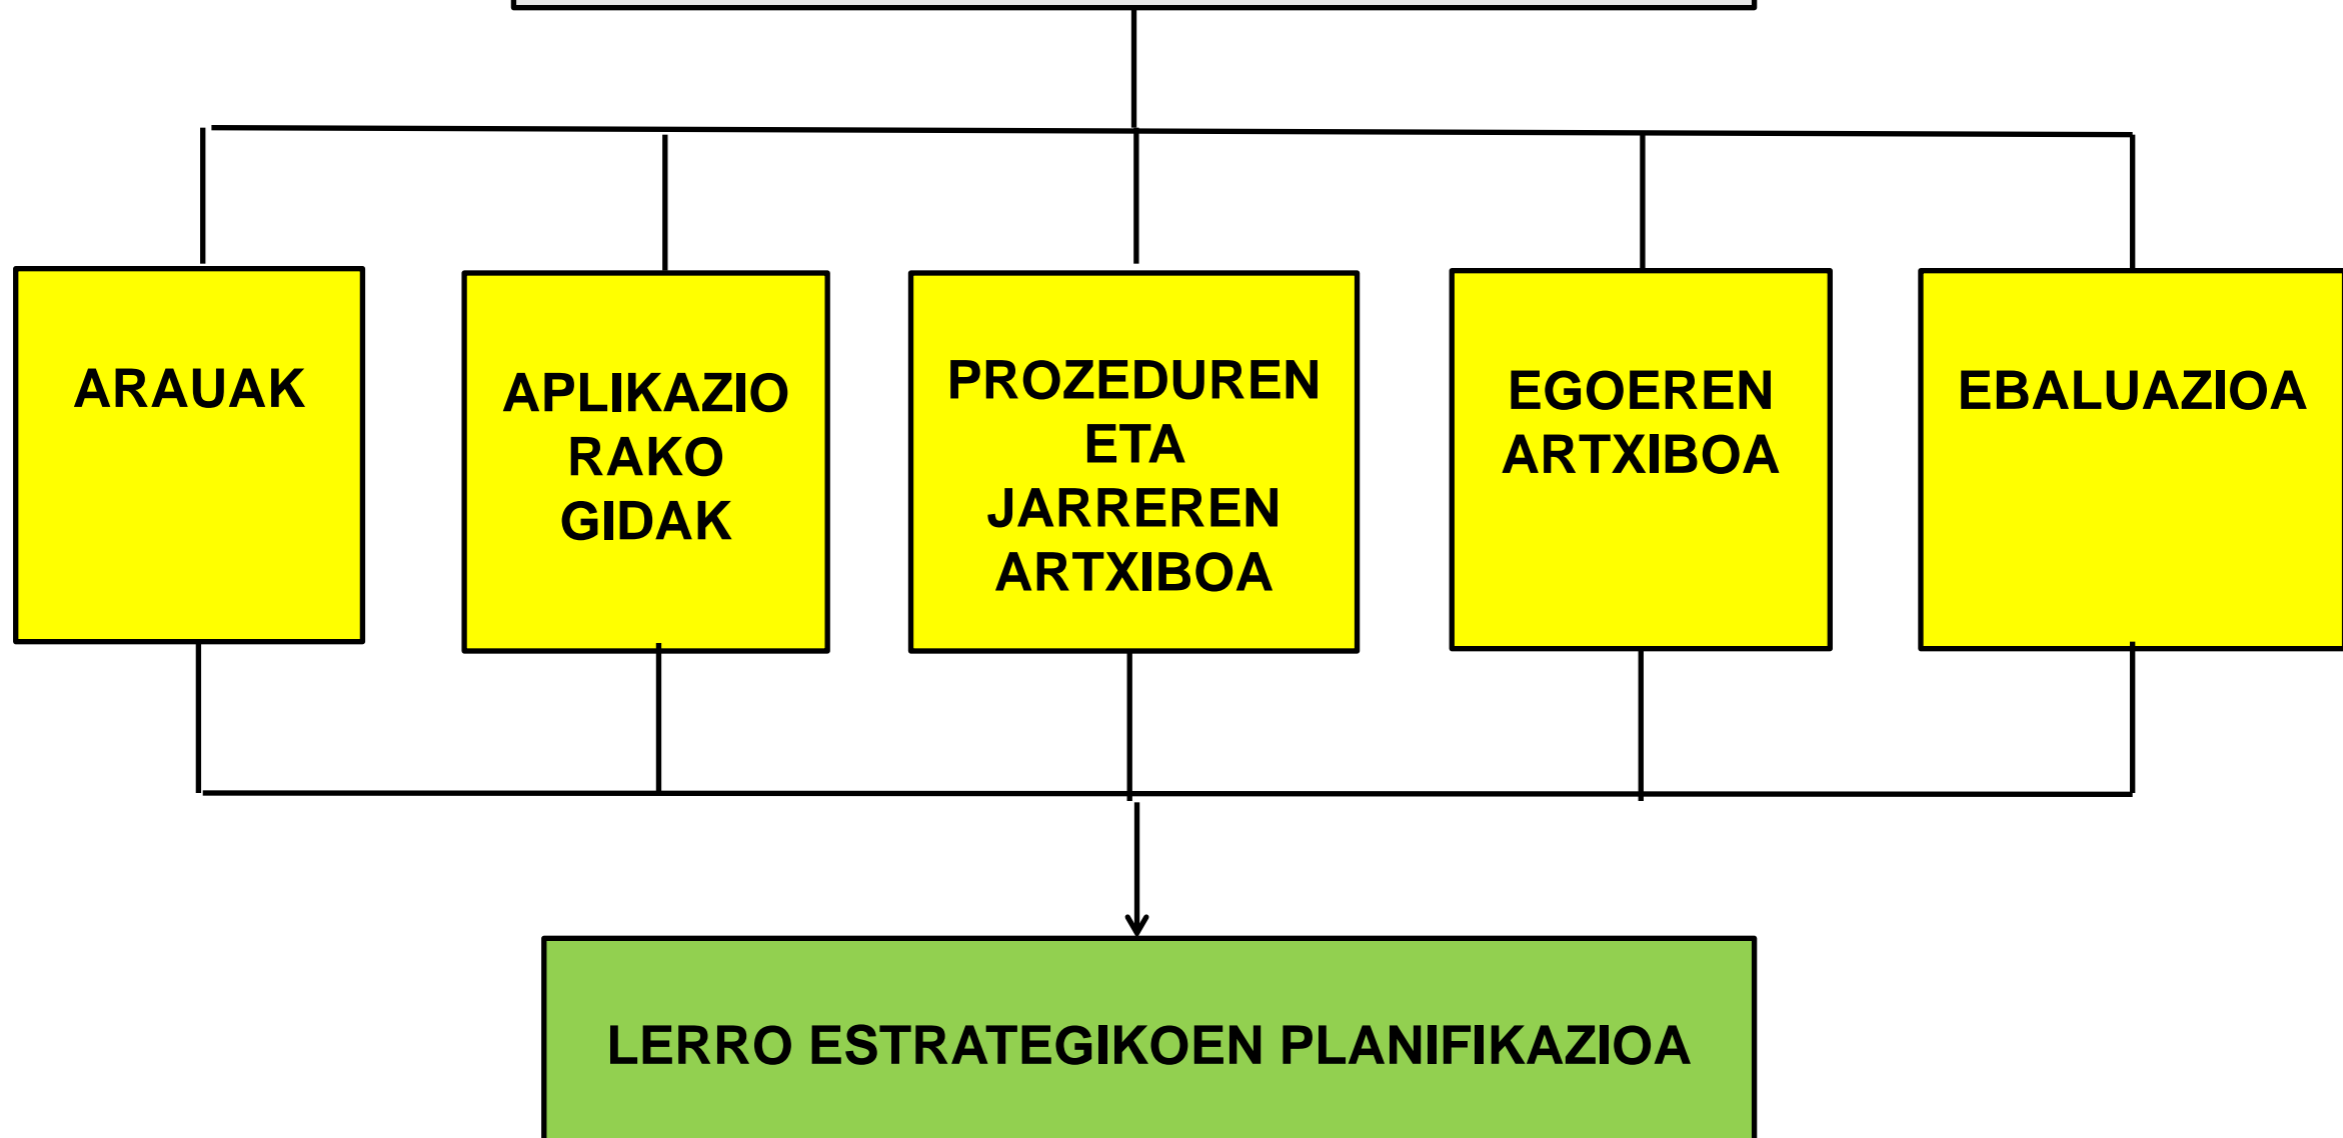 ARAUAK
APLIKAZIO
RAKO
GIDAK
PROZEDUREN
ETA
JARREREN
ARTXIBOA
EGOEREN
ARTXIBOA
EBALUAZIOA
LERRO ESTRATEGIKOEN PLANIFIKAZIOA